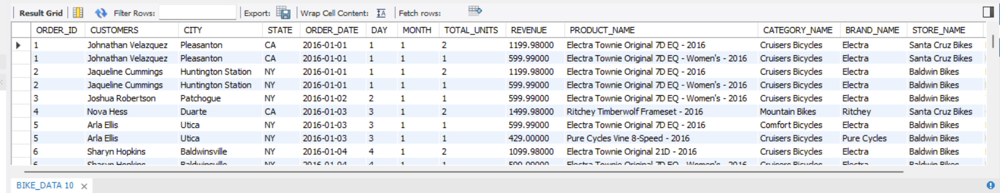 Result Grid Filter Rows: Export: Wrap Cell Content: IA Fetch rows:
ORDER_ID CUSTOMERS CITY STATE ORDER_DATE DAY MONTH TOTAL_UNITS REVENUE PRODUCT_NAME CATEGORY_NAME BRAND_NAME STORE_NAME
1 Johnathan Velazquez Pleasanton CA 2016-01-01 1 1 2 1199.98000 Electra Townie Original 7D EQ - 2016 Cruisers Bicycles Electra Santa Cruz Bikes
1 Johnathan Velazquez Pleasanton CA 2016-01-01 1 1 1 599.99000 Electra Townie Original 7D EQ - Women's - 2016 Cruisers Bicycles Electra Santa Cruz Bikes
2 Jaqueline Cummings Huntington Station NY 2016-01-01 1 1 2 1199.98000 Electra Townie Original 7D EQ - 2016 Cruisers Bicycles Electra Baldwin Bikes
2 Jaqueline Cummings Huntington Station NY 2016-01-01 1 1 1 599.99000 Electra Townie Original 7D EQ - Women's - 2016 Cruisers Bicycles Electra Baldwin Bikes
3 Joshua Robertson Patchogue NY 2016-01-02 2 1 1 599.99000 Electra Townie Original 7D EQ - Women's - 2016 Cruisers Bicycles Electra Baldwin Bikes
4 Nova Hess Duarte CA 2016-01-03 3 1 2 1499.98000 Ritchey Timberwolf Frameset - 2016 Mountain Bikes Ritchey Santa Cruz Bikes
5 Arla Ellis Utica NY 2016-01-03 3 1 1 599.99000 Electra Townie Original 7D EQ - 2016 Comfort Bicycles Electra Baldwin Bikes
5 Arla Ellis Utica NY 2016-01-03 3 1 1 429.00000 Pure Cycles Vine 8-Speed - 2016 Cruisers Bicycles Pure Cycles Baldwin Bikes
6 Sharyn Hopkins Baldwinsville NY 2016-01-04 4 1 2 1099.98000 Electra Townie Original 21D - 2016 Cruisers Bicycles Electra Baldwin Bikes
6 Sharyn Hopkins Baldwinsville NY 2016-01-04 4 1 1 599.99000 Electra Townie Original 7D EQ - Women's - 2016 Cruisers Bicycles Electra Baldwin Bikes
BIKE_DATA 10